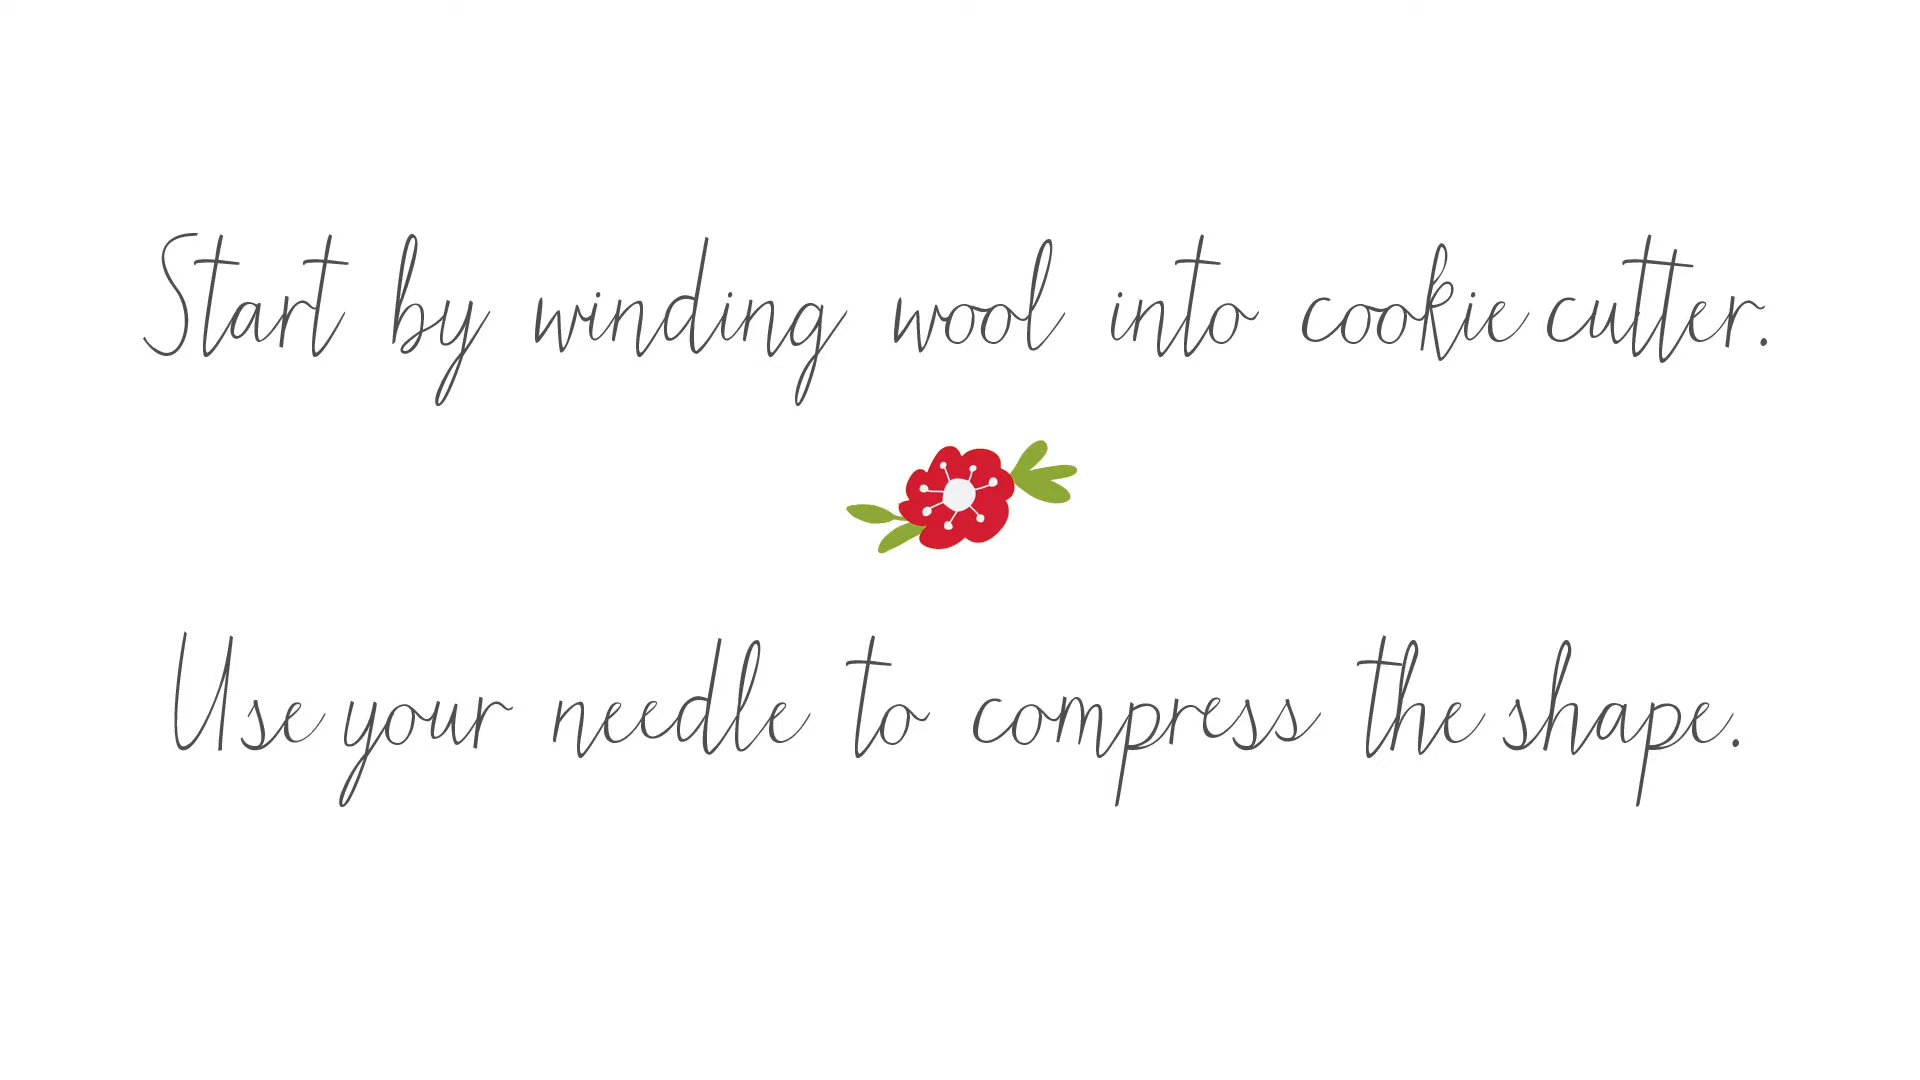 Start by winding wool into cookie cutter.
Use your needle to compress the shape.